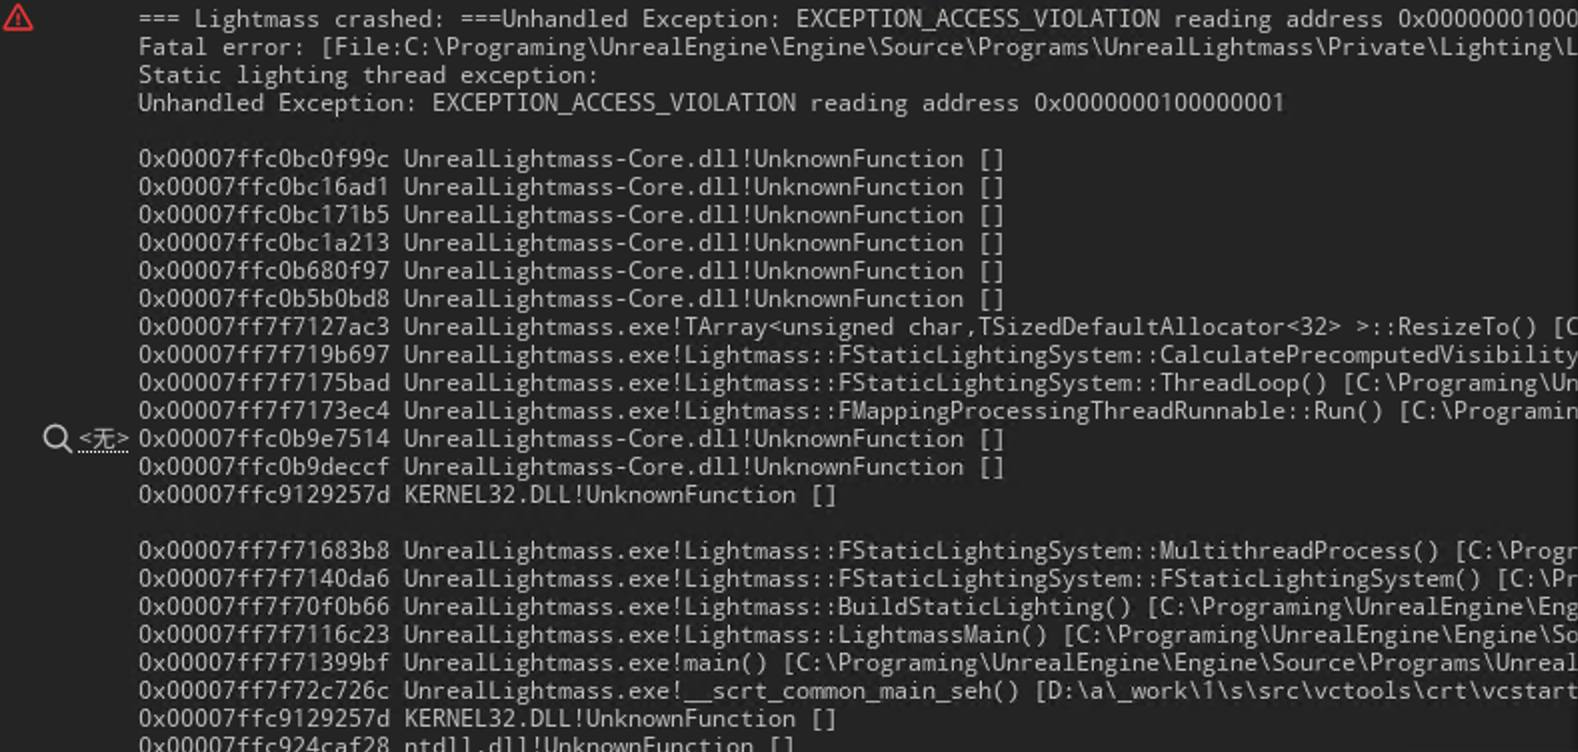 === Lightmass crashed: ===Unhandled Exception: EXCEPTION_ACCESS_VIOLATION reading address 0x00000001000
Fatal error: [File:C:\Programing\UnrealEngine\Engine\Source\Programs\UnrealLightmass\Private\Lighting\L
Static lighting thread exception:
Unhandled Exception: EXCEPTION_ACCESS_VIOLATION reading address 0x0000000100000001
0x00007ffc0bc0f99c UnrealLightmass-Core.dll!UnknownFunction []
0x00007ffc0bc16ad1 UnrealLightmass-Core.dll!UnknownFunction []
0x00007ffc0bc171b5 UnrealLightmass-Core.dll!UnknownFunction []
0x00007ffc0bc1a213 UnrealLightmass-Core.dll!UnknownFunction []
0x00007ffc0b680f97 UnrealLightmass-Core.dll!UnknownFunction []
0x00007ffc0b5b0bd8 UnrealLightmass-Core.dll!UnknownFunction []
0x00007ff7f7127ac3 UnrealLightmass.exe!TArray<unsigned char,TSizedDefaultAllocator<32> >::ResizeTo() [C
0x00007ff7f719b697 UnrealLightmass.exe!Lightmass::FStaticLightingSystem::CalculatePrecomputedVisibility
0x00007ff7f7175bad UnrealLightmass.exe!Lightmass::FStaticLightingSystem::ThreadLoop() [C:\Programing\Un
0x00007ff7f7173ec4 UnrealLightmass.exe!Lightmass::FMappingProcessingThreadRunnable::Run() [C:\Programin
<无> 0x00007ffc0b9e7514 UnrealLightmass-Core.dll!UnknownFunction []
0x00007ffc0b9deccf UnrealLightmass-Core.dll!UnknownFunction []
0x00007ffc9129257d KERNEL32.DLL!UnknownFunction []
0x00007ff7f71683b8 UnrealLightmass.exe!Lightmass::FStaticLightingSystem::MultithreadProcess() [C:\Progr
0x00007ff7f7140da6 UnrealLightmass.exe!Lightmass::FStaticLightingSystem::FStaticLightingSystem() [C:\Pr
0x00007ff7f70f0b66 UnrealLightmass.exe!Lightmass::BuildStaticLighting() [C:\Programing\UnrealEngine\Eng
0x00007ff7f7116c23 UnrealLightmass.exe!Lightmass::LightmassMain() [C:\Programing\UnrealEngine\Engine\So
0x00007ff7f71399bf UnrealLightmass.exe!main() [C:\Programing\UnrealEngine\Engine\Source\Programs\Unreal
0x00007ff7f72c726c UnrealLightmass.exe!__scrt_common_main_seh() [D:\a\_work\1\s\src\vctools\crt\vcstart
0x00007ffc9129257d KERNEL32.DLL!UnknownFunction []
0x00007ffc924caf28 ntdll.dll!UnknownFunction []